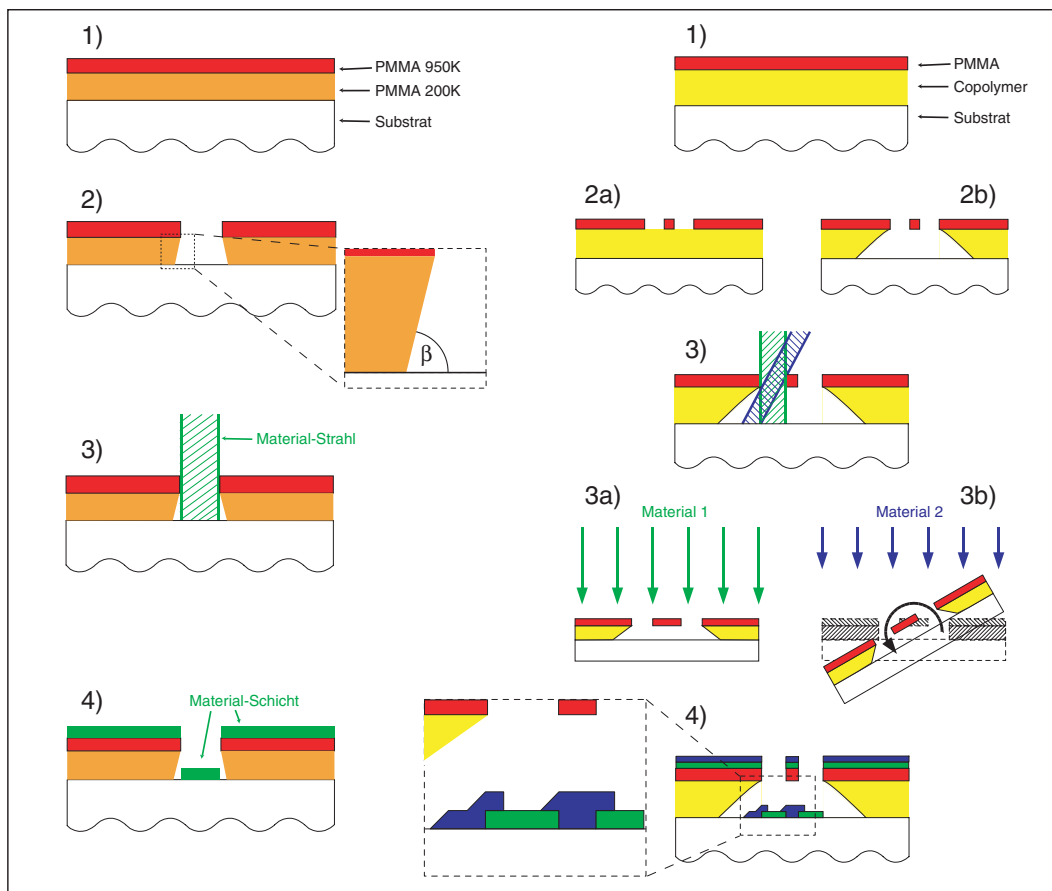 1)
PMMA 950K
PMMA 200K
Substrat
2)
β
3)
Material-Strahl
4)
Material-Schicht
1)
PMMA
Copolymer
Substrat
2a)
2b)
3)
3a)
Material 1
3b)
Material 2
4)